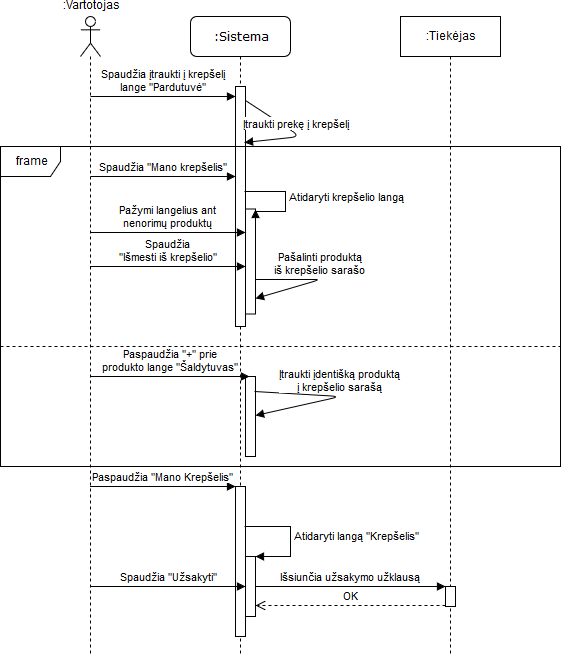 :Vartotojas
:Sistema
:Tiekėjas
Spaudžia įtraukti į krepšelį
lange "Pardutuvė"
Įtraukti prekę į krepšelį
frame
Spaudžia "Mano krepšelis"
Atidaryti krepšelio langą
Pažymi langelius ant
nenorimų produktų
Spaudžia
"Išmesti iš krepšelio"
Pašalinti produktą
iš krepšelio sarašo
Paspaudžia "+" prie
produkto lange "Šaldytuvas"
Įtraukti įdentišką produktą
į krepšelio sarašą
Paspaudžia "Mano Krepšelis"
Atidaryti langą "Krepšelis"
Spaudžia "Užsakyti"
Išsiunčia užsakymo užklausą
OK